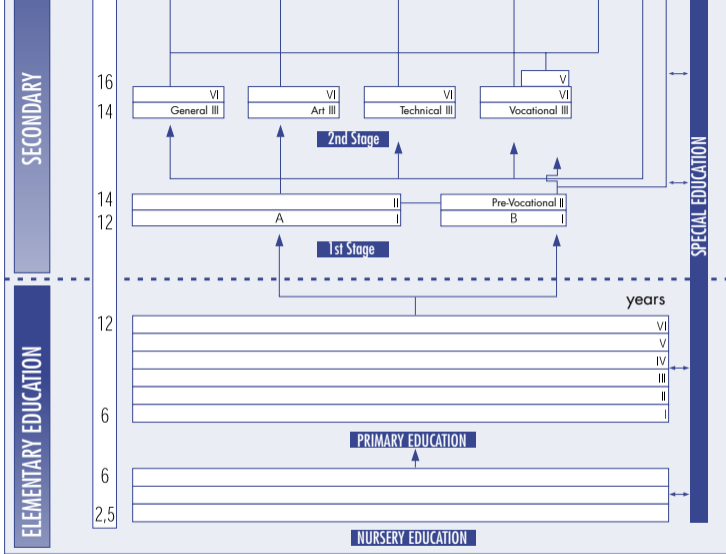 SECONDARY
16
V
VI
VI
VI
VI
14
General III
Art III
Technical III
Vocational III
2nd Stage
SPECIAL EDUCATION
14
II
Pre-Vocational II
12
A
I
B
I
1st Stage
years
ELEMENTARY EDUCATION
12
VI
V
IV
III
II
6
I
PRIMARY EDUCATION
6
2,5
NURSERY EDUCATION